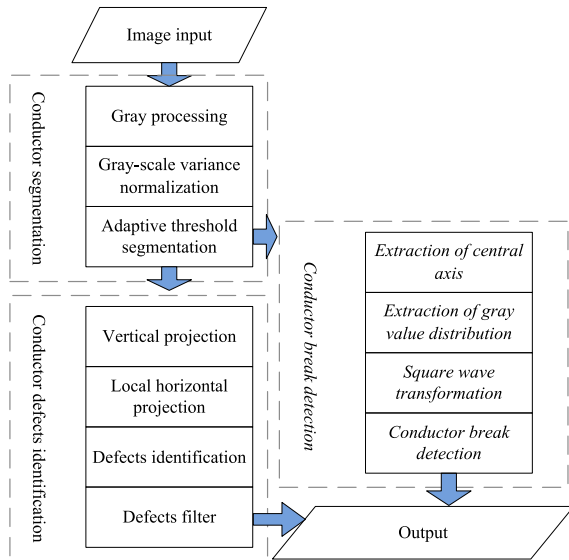 Image input
Conductor segmentation
Gray processing
Gray-scale variance
normalization
Adaptive threshold
segmentation
Conductor defects identification
Vertical projection
Local horizontal
projection
Defects identification
Defects filter
Conductor break detection
Extraction of central
axis
Extraction of gray
value distribution
Square wave
transformation
Conductor break
detection
Output